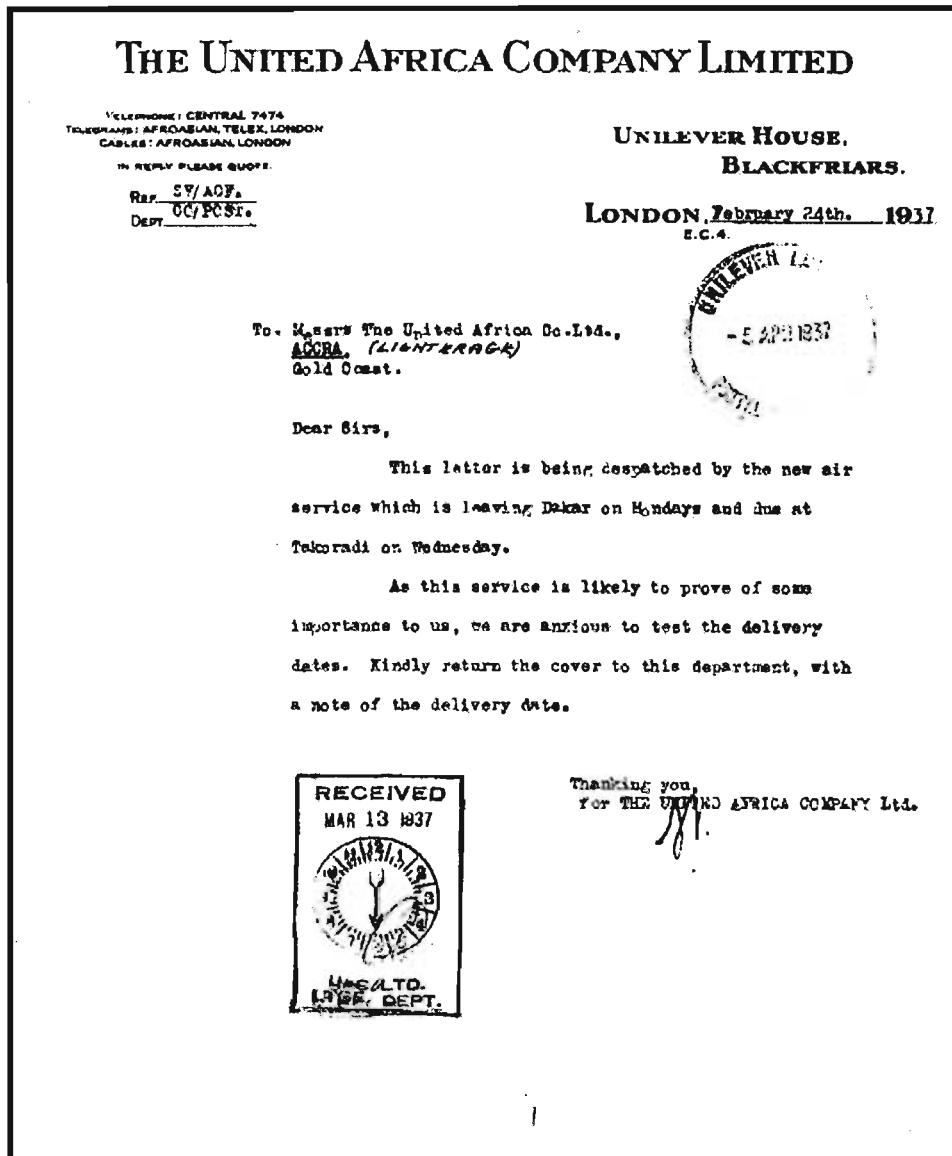 THE UNITED AFRICA COMPANY LIMITED
TELEPHONE: CENTRAL 7474
TELEGRAMS: AFROASIAN, TELEX, LONDON
CABLES: AFROASIAN, LONDON
IN REPLY PLEASE QUOTE.
REF.
DEPT.
UNILEVER HOUSE,
BLACKFRIARS.
LONDON, February 24th. 1937
E.C.4.
UNILEVER
-5 APR 1937
POSTAL
To. Messrs The United Africa Co.Ltd.,
ACCRA. (LIGHTERAGE)
Gold Coast.
Dear Sirs,
This letter is being despatched by the new air
service which is leaving Dakar on Mondays and due at
Takoradi on Wednesday.
As this service is likely to prove of some
importance to us, we are anxious to test the delivery
dates. Kindly return the cover to this department, with
a note of the delivery date.
Thanking you,
for THE UNITED AFRICA COMPANY Ltd.
RECEIVED
MAR 13 1937
LTD.
DEPT.